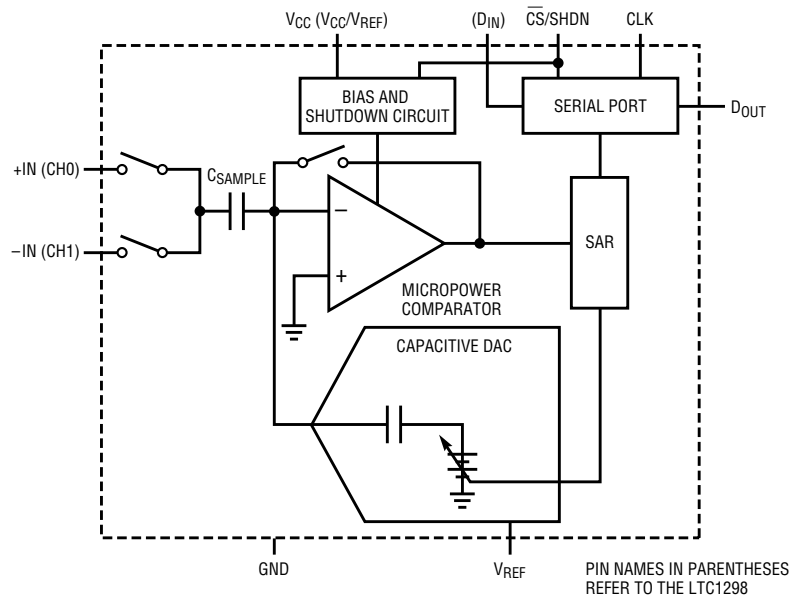 VCC (VCC/VREF)
(DIN)
CS/SHDN
CLK
BIAS AND
SHUTDOWN CIRCUIT
SERIAL PORT
DOUT
+IN (CH0)
CSAMPLE
–IN (CH1)
–
+
SAR
MICROPOWER
COMPARATOR
CAPACITIVE DAC
GND
VREF
PIN NAMES IN PARENTHESES
REFER TO THE LTC1298